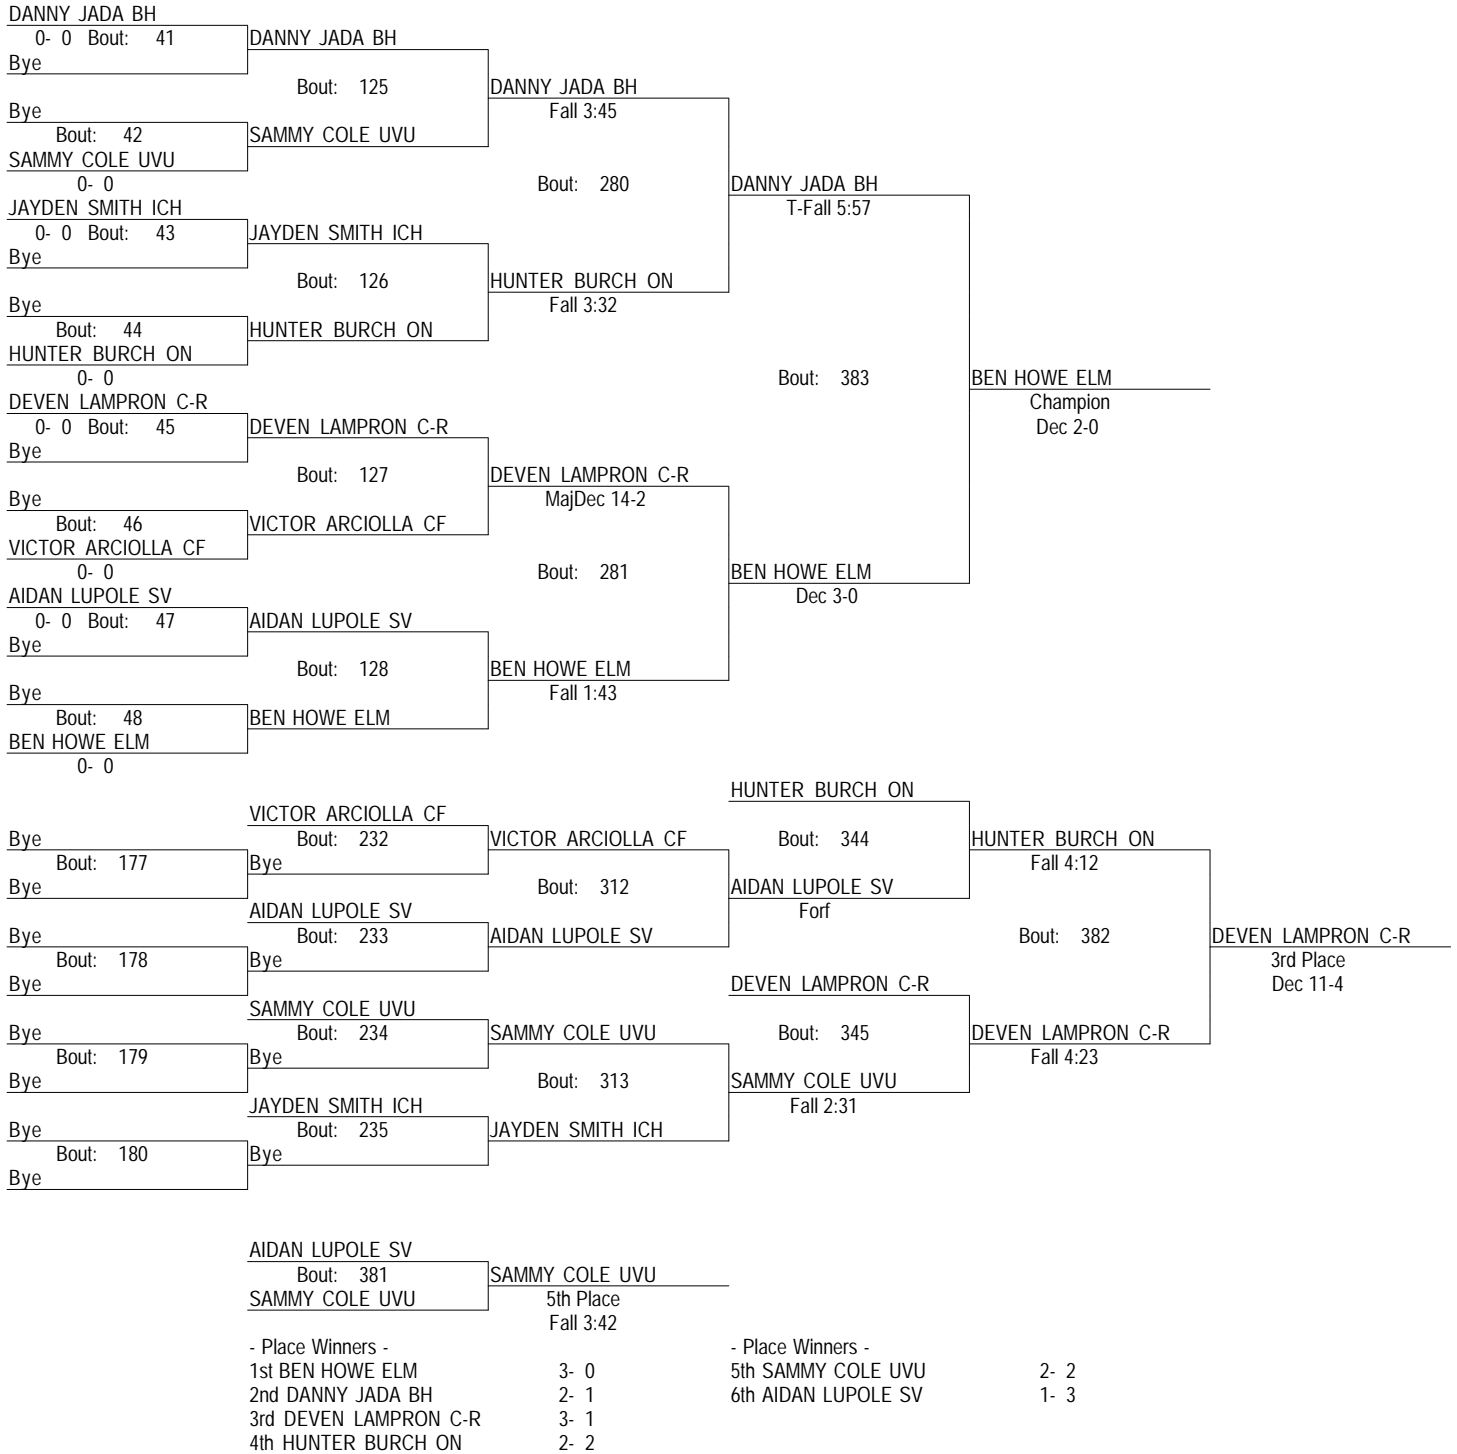 DANNY JADA BH
0- 0 Bout: 41 DANNY JADA BH
Bye
Bout: 125 DANNY JADA BH
Bye Fall 3:45
Bout: 42 SAMMY COLE UVU
SAMMY COLE UVU
0- 0 Bout: 280 DANNY JADA BH
JAYDEN SMITH ICH T-Fall 5:57
0- 0 Bout: 43 JAYDEN SMITH ICH
Bye
Bout: 126 HUNTER BURCH ON
Bye Fall 3:32
Bout: 44 HUNTER BURCH ON
HUNTER BURCH ON
0- 0 Bout: 383 BEN HOWE ELM
DEVEN LAMPRON C-R Champion
0- 0 Bout: 45 DEVEN LAMPRON C-R Dec 2-0
Bye
Bout: 127 DEVEN LAMPRON C-R
Bye MajDec 14-2
Bout: 46 VICTOR ARCIOLLA CF
VICTOR ARCIOLLA CF
0- 0 Bout: 281 BEN HOWE ELM
AIDAN LUPOLE SV Dec 3-0
0- 0 Bout: 47 AIDAN LUPOLE SV
Bye
Bout: 128 BEN HOWE ELM
Bye Fall 1:43
Bout: 48 BEN HOWE ELM
BEN HOWE ELM
0- 0
HUNTER BURCH ON
VICTOR ARCIOLLA CF
Bye Bout: 232 VICTOR ARCIOLLA CF Bout: 344 HUNTER BURCH ON
Bout: 177 Bye Fall 4:12
Bye Bout: 312 AIDAN LUPOLE SV
AIDAN LUPOLE SV Forf
Bye Bout: 233 AIDAN LUPOLE SV Bout: 382 DEVEN LAMPRON C-R
Bout: 178 Bye 3rd Place
Bye DEVEN LAMPRON C-R Dec 11-4
SAMMY COLE UVU
Bye Bout: 234 SAMMY COLE UVU Bout: 345 DEVEN LAMPRON C-R
Bout: 179 Bye Fall 4:23
Bye Bout: 313 SAMMY COLE UVU
JAYDEN SMITH ICH Fall 2:31
Bye Bout: 235 JAYDEN SMITH ICH
Bout: 180 Bye
Bye
AIDAN LUPOLE SV
Bout: 381 SAMMY COLE UVU
SAMMY COLE UVU 5th Place
Fall 3:42
- Place Winners - - Place Winners -
1st BEN HOWE ELM 3- 0 5th SAMMY COLE UVU 2- 2
2nd DANNY JADA BH 2- 1 6th AIDAN LUPOLE SV 1- 3
3rd DEVEN LAMPRON C-R 3- 1
4th HUNTER BURCH ON 2- 2